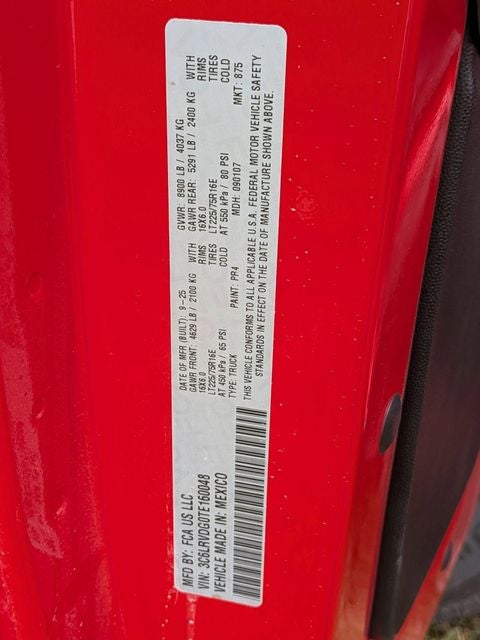 MFD BY: FCA US LLC
DATE OF MFR (BUILT): 9-25 GVWR: 8900 LB / 4037 KG
GAWR FRONT: 4629 LB / 2100 KG WITH GAWR REAR: 5291 LB / 2400 KG WITH
16X6.0 RIMS 16X6.0 RIMS
LT225/75R16E TIRES LT225/75R16E TIRES
AT 450 kPa / 65 PSI COLD AT 550 kPa / 80 PSI COLD
TYPE: TRUCK PAINT: PR4 MDH: 090107 MKT: 875
VIN: 3C6LRVDG0TE160048
VEHICLE MADE IN: MEXICO
THIS VEHICLE CONFORMS TO ALL APPLICABLE U.S.A. FEDERAL MOTOR VEHICLE SAFETY
STANDARDS IN EFFECT ON THE DATE OF MANUFACTURE SHOWN ABOVE.